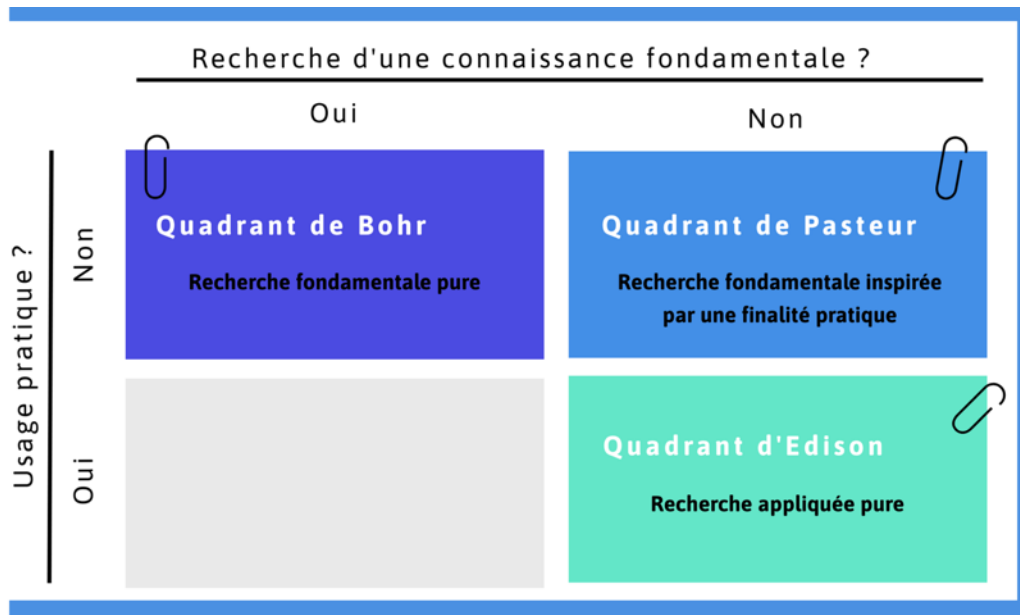 Recherche d'une connaissance fondamentale ?
Oui
Non
Usage pratique ?
Non
Quadrant de Bohr
Recherche fondamentale pure
Quadrant de Pasteur
Recherche fondamentale inspirée
par une finalité pratique
Oui
Quadrant d'Edison
Recherche appliquée pure